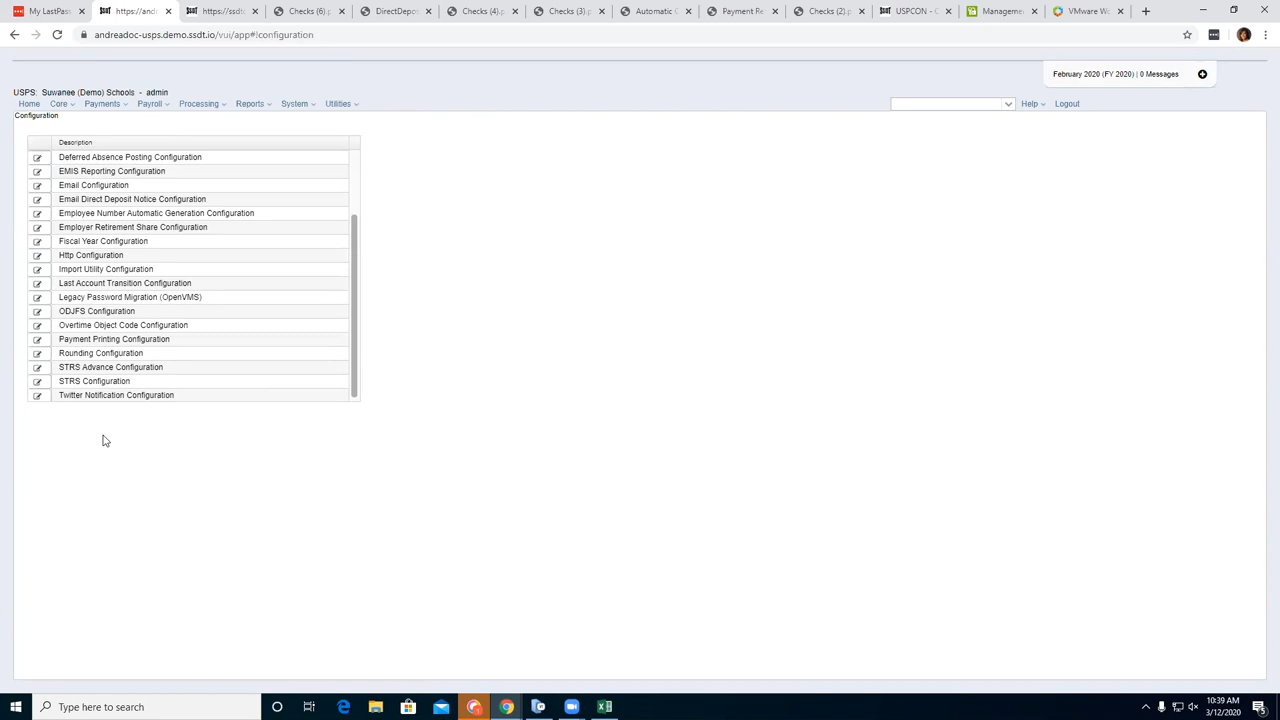 My LastPass
https://andr
https://ssdt
Checks (6).p
DirectDepos
Checks (4).p
Checks (3).p
Automatic C
Payment Re
Checks (2).p
USPCON - C
Managemen
VMware Wo
andreadoc-usps.demo.ssdt.io/vui/app#!configuration
February 2020 (FY 2020) | 0 Messages
USPS: Suwanee (Demo) Schools - admin
Home Core Payments Payroll Processing Reports System Utilities Help Logout
Configuration
Description
Deferred Absence Posting Configuration
EMIS Reporting Configuration
Email Configuration
Email Direct Deposit Notice Configuration
Employee Number Automatic Generation Configuration
Employer Retirement Share Configuration
Fiscal Year Configuration
Http Configuration
Import Utility Configuration
Last Account Transition Configuration
Legacy Password Migration (OpenVMS)
ODJFS Configuration
Overtime Object Code Configuration
Payment Printing Configuration
Rounding Configuration
STRS Advance Configuration
STRS Configuration
Twitter Notification Configuration
Type here to search
10:39 AM
3/12/2020